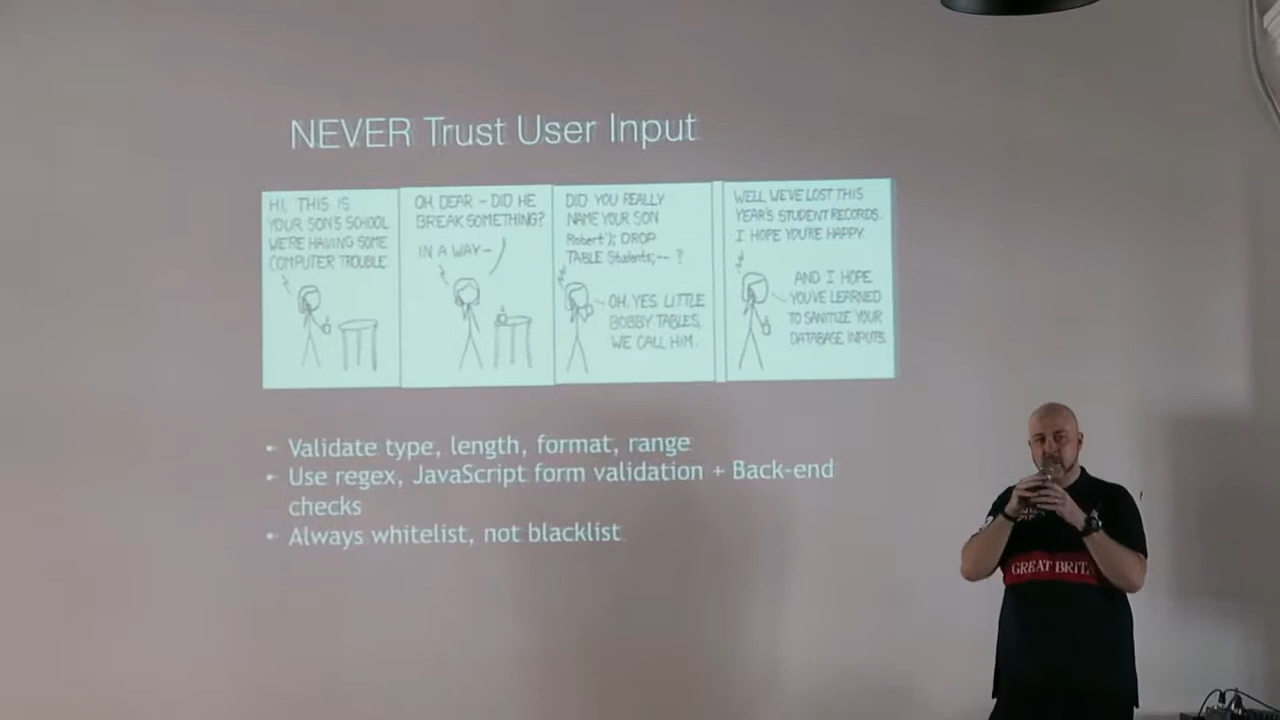 NEVER Trust User Input
HI, THIS IS
YOUR SON'S SCHOOL.
WE'RE HAVING SOME
COMPUTER TROUBLE.
OH, DEAR – DID HE
BREAK SOMETHING?
IN A WAY–
DID YOU REALLY
NAME YOUR SON
Robert'); DROP
TABLE Students;-- ?
OH. YES. LITTLE
BOBBY TABLES,
WE CALL HIM.
WELL, WE'VE LOST THIS
YEAR'S STUDENT RECORDS.
I HOPE YOU'RE HAPPY.
AND I HOPE
YOU'VE LEARNED
TO SANITIZE YOUR
DATABASE INPUTS.
• Validate type, length, format, range
• Use regex, JavaScript form validation + Back-end
checks
• Always whitelist, not blacklist
GREAT BRITA